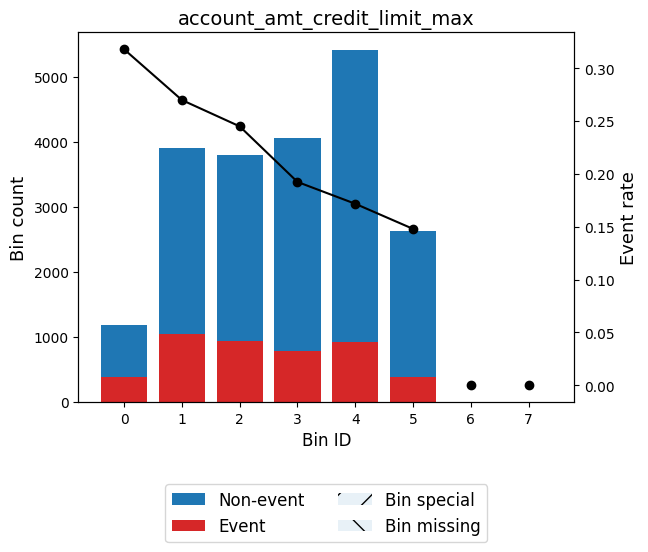 account_amt_credit_limit_max
Bin count
5000
4000
3000
2000
1000
0
0.30
0.25
0.20
0.15
0.10
0.05
0.00
Event rate
0 1 2 3 4 5 6 7
Bin ID
Non-event Bin special
Event Bin missing